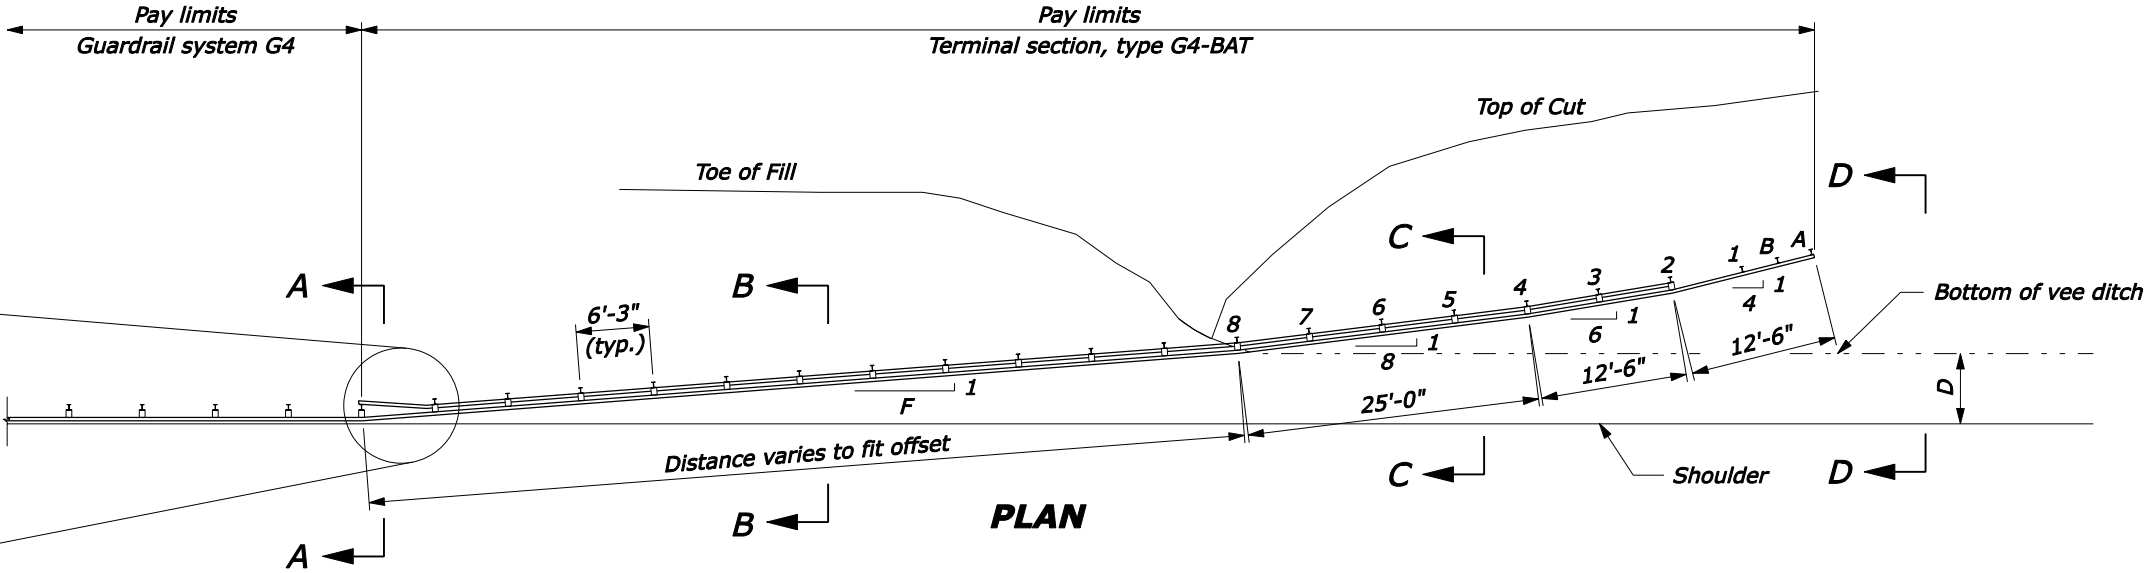 Pay limits
Guardrail system G4
Pay limits
Terminal section, type G4-BAT
Top of Cut
Toe of Fill
D
C
A
B
6'-3"
(typ.)
8
7
6
5
4
3
2
1
B
A
1
4
1
6
1
8
1
F
Bottom of vee ditch
12'-6"
12'-6"
25'-0"
D
Distance varies to fit offset
Shoulder
C
D
B
A
PLAN